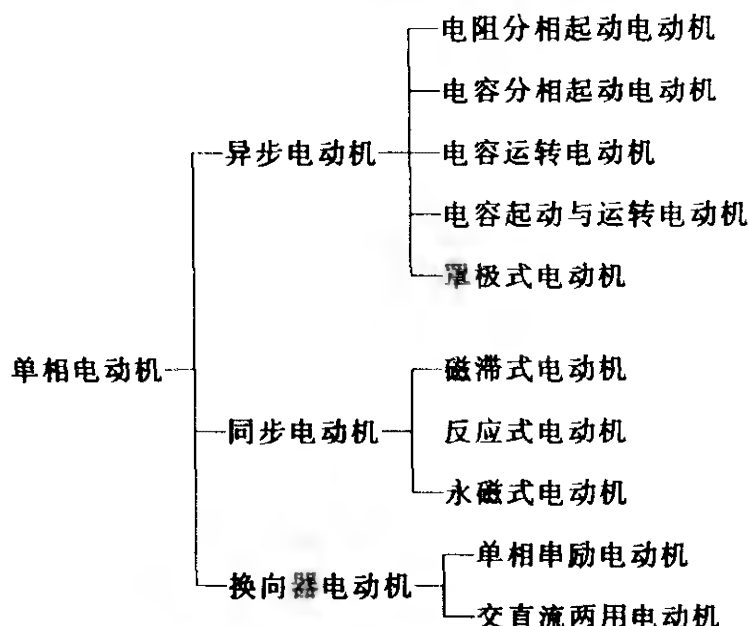 电阻分相起动电动机
电容分相起动电动机
异步电动机
电容运转电动机
电容起动与运转电动机
罩极式电动机
单相电动机
磁滞式电动机
同步电动机
反应式电动机
永磁式电动机
换向器电动机
单相串励电动机
交直流两用电动机